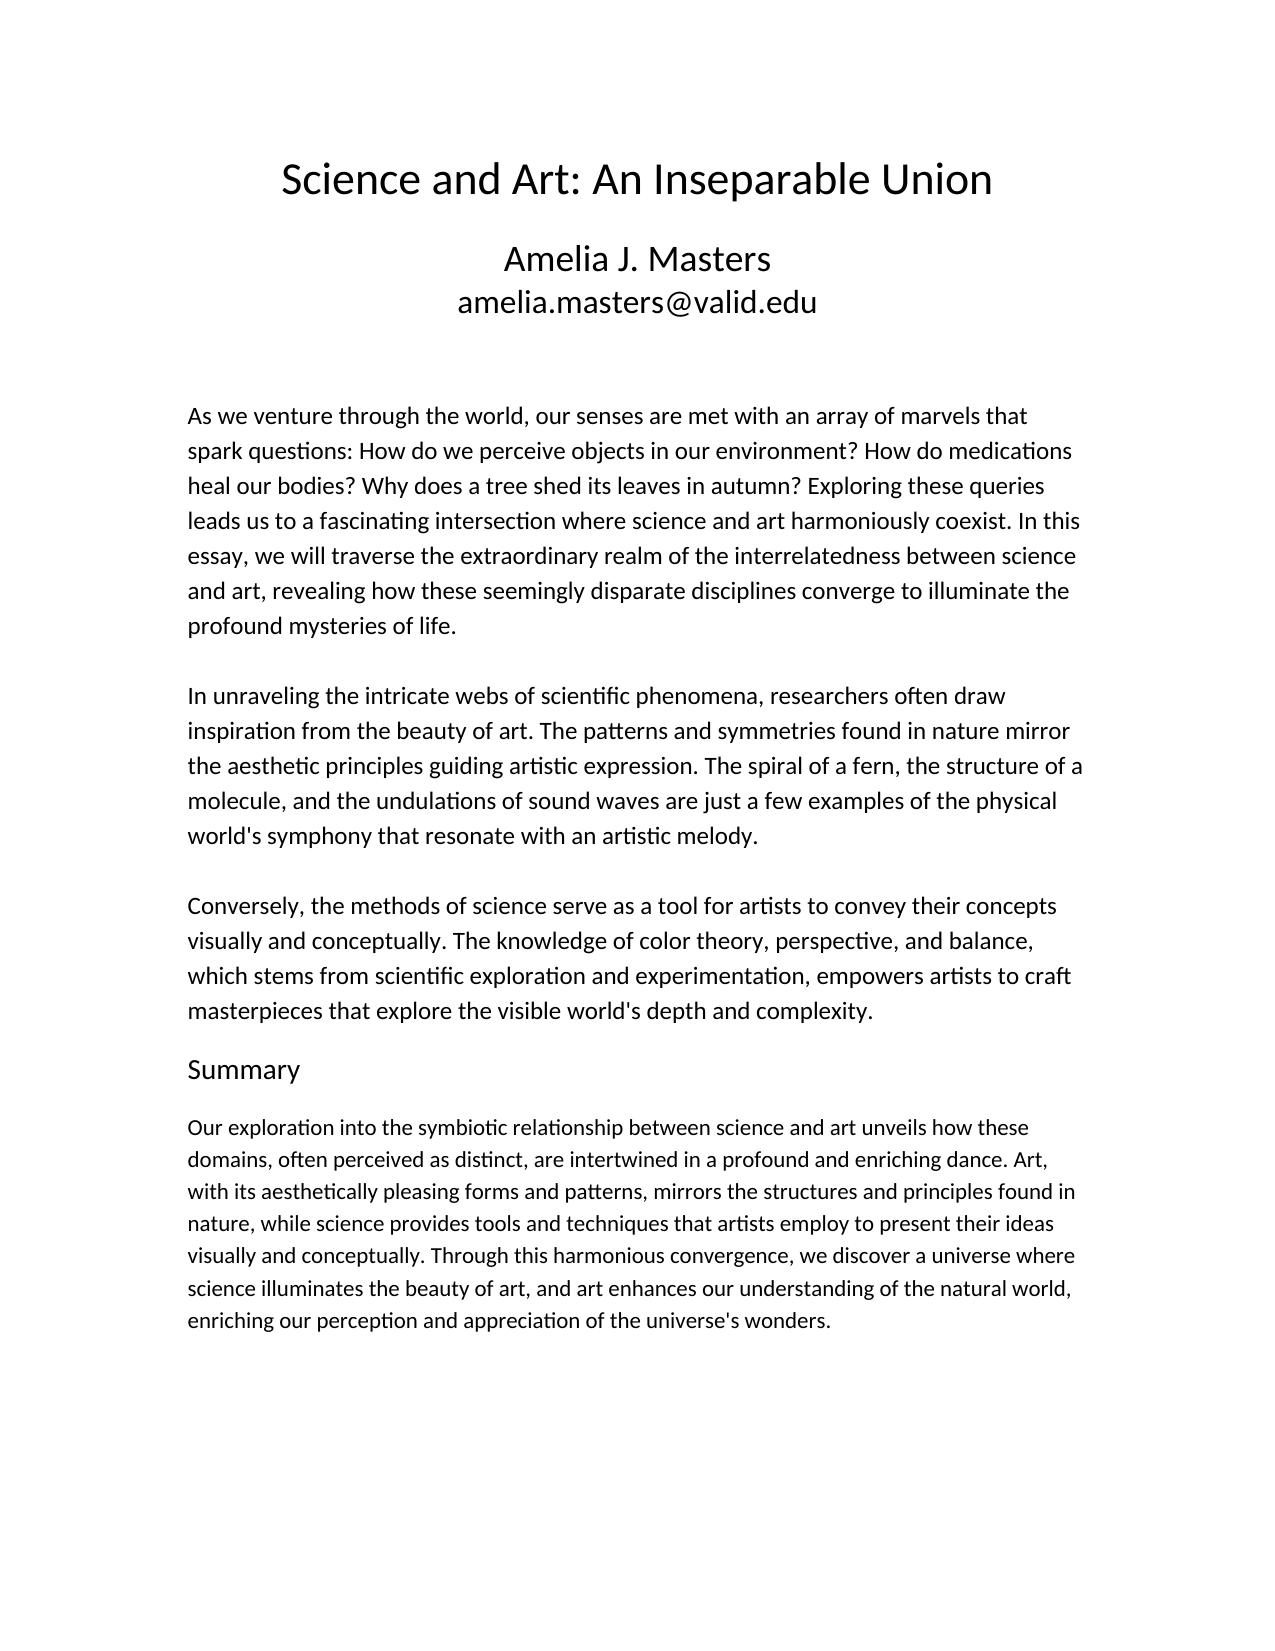 Science and Art: An Inseparable Union
Amelia J. Masters
amelia.masters@valid.edu
As we venture through the world, our senses are met with an array of marvels that
spark questions: How do we perceive objects in our environment? How do medications
heal our bodies? Why does a tree shed its leaves in autumn? Exploring these queries
leads us to a fascinating intersection where science and art harmoniously coexist. In this
essay, we will traverse the extraordinary realm of the interrelatedness between science
and art, revealing how these seemingly disparate disciplines converge to illuminate the
profound mysteries of life.
In unraveling the intricate webs of scientific phenomena, researchers often draw
inspiration from the beauty of art. The patterns and symmetries found in nature mirror
the aesthetic principles guiding artistic expression. The spiral of a fern, the structure of a
molecule, and the undulations of sound waves are just a few examples of the physical
world's symphony that resonate with an artistic melody.
Conversely, the methods of science serve as a tool for artists to convey their concepts
visually and conceptually. The knowledge of color theory, perspective, and balance,
which stems from scientific exploration and experimentation, empowers artists to craft
masterpieces that explore the visible world's depth and complexity.
Summary
Our exploration into the symbiotic relationship between science and art unveils how these
domains, often perceived as distinct, are intertwined in a profound and enriching dance. Art,
with its aesthetically pleasing forms and patterns, mirrors the structures and principles found in
nature, while science provides tools and techniques that artists employ to present their ideas
visually and conceptually. Through this harmonious convergence, we discover a universe where
science illuminates the beauty of art, and art enhances our understanding of the natural world,
enriching our perception and appreciation of the universe's wonders.